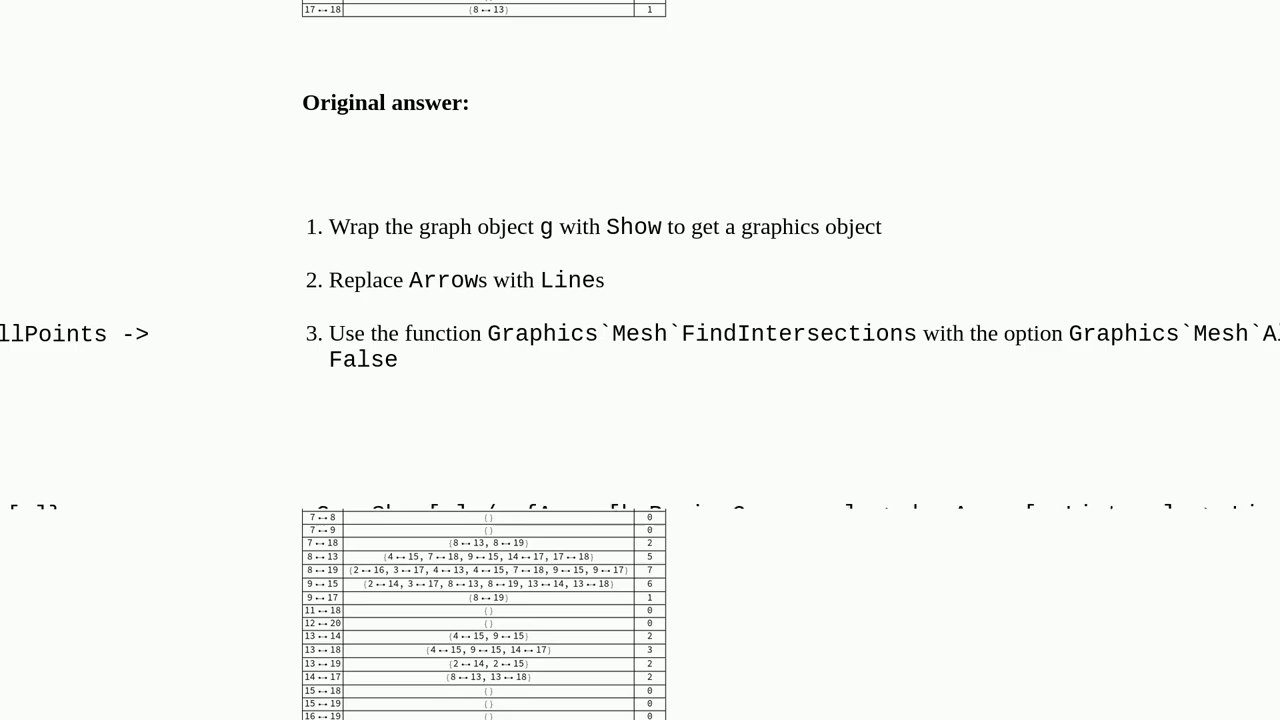 17 ↔ 18 {8 ↔ 13} 1
Original answer:
1. Wrap the graph object g with Show to get a graphics object
2. Replace Arrows with Lines
3. Use the function Graphics`Mesh`FindIntersections with the option Graphics`Mesh`Al
llPoints ->
False
7 ↔ 8 {} 0
7 ↔ 9 {} 0
7 ↔ 18 {8 ↔ 13, 8 ↔ 19} 2
8 ↔ 13 {4 ↔ 15, 7 ↔ 18, 9 ↔ 15, 14 ↔ 17, 17 ↔ 18} 5
8 ↔ 19 {2 ↔ 16, 3 ↔ 17, 4 ↔ 13, 4 ↔ 15, 7 ↔ 18, 9 ↔ 15, 9 ↔ 17} 7
9 ↔ 15 {2 ↔ 14, 3 ↔ 17, 8 ↔ 13, 8 ↔ 19, 13 ↔ 14, 13 ↔ 18} 6
9 ↔ 17 {8 ↔ 19} 1
11 ↔ 18 {} 0
12 ↔ 20 {} 0
13 ↔ 14 {4 ↔ 15, 9 ↔ 15} 2
13 ↔ 18 {4 ↔ 15, 9 ↔ 15, 14 ↔ 17} 3
13 ↔ 19 {2 ↔ 14, 2 ↔ 15} 2
14 ↔ 17 {8 ↔ 13, 13 ↔ 18} 2
15 ↔ 18 {} 0
15 ↔ 19 {} 0
16 ↔ 19 {} 0